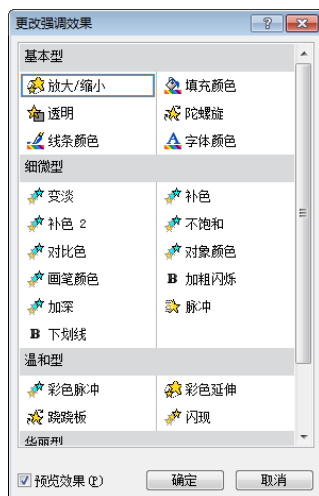 更改强调效果
基本型
放大/缩小 填充颜色
透明 陀螺旋
线条颜色 字体颜色
细微型
变淡 补色
补色 2 不饱和
对比色 对象颜色
画笔颜色 B 加粗闪烁
加深 脉冲
B 下划线
温和型
彩色脉冲 彩色延伸
跷跷板 闪现
华丽型
预览效果(P) 确定 取消